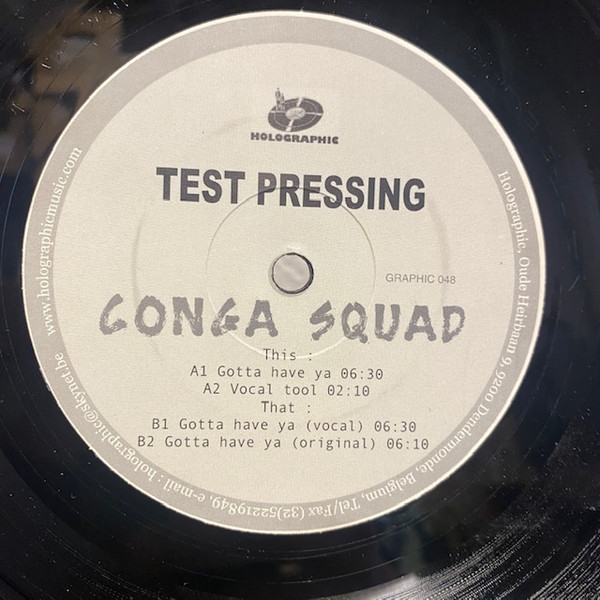 HOLOGRAPHIC
TEST PRESSING
GRAPHIC 048
CONGA SQUAD
This :
A1 Gotta have ya 06:30
A2 Vocal tool 02:10
That :
B1 Gotta have ya (vocal) 06:30
B2 Gotta have ya (original) 06:10
Holographic, Oude Heirbaan 9, 9200 Dendermonde, Belgium, Tel/Fax (32)52219849, e-mail : holographic@skynet.be www.holographicmusic.com